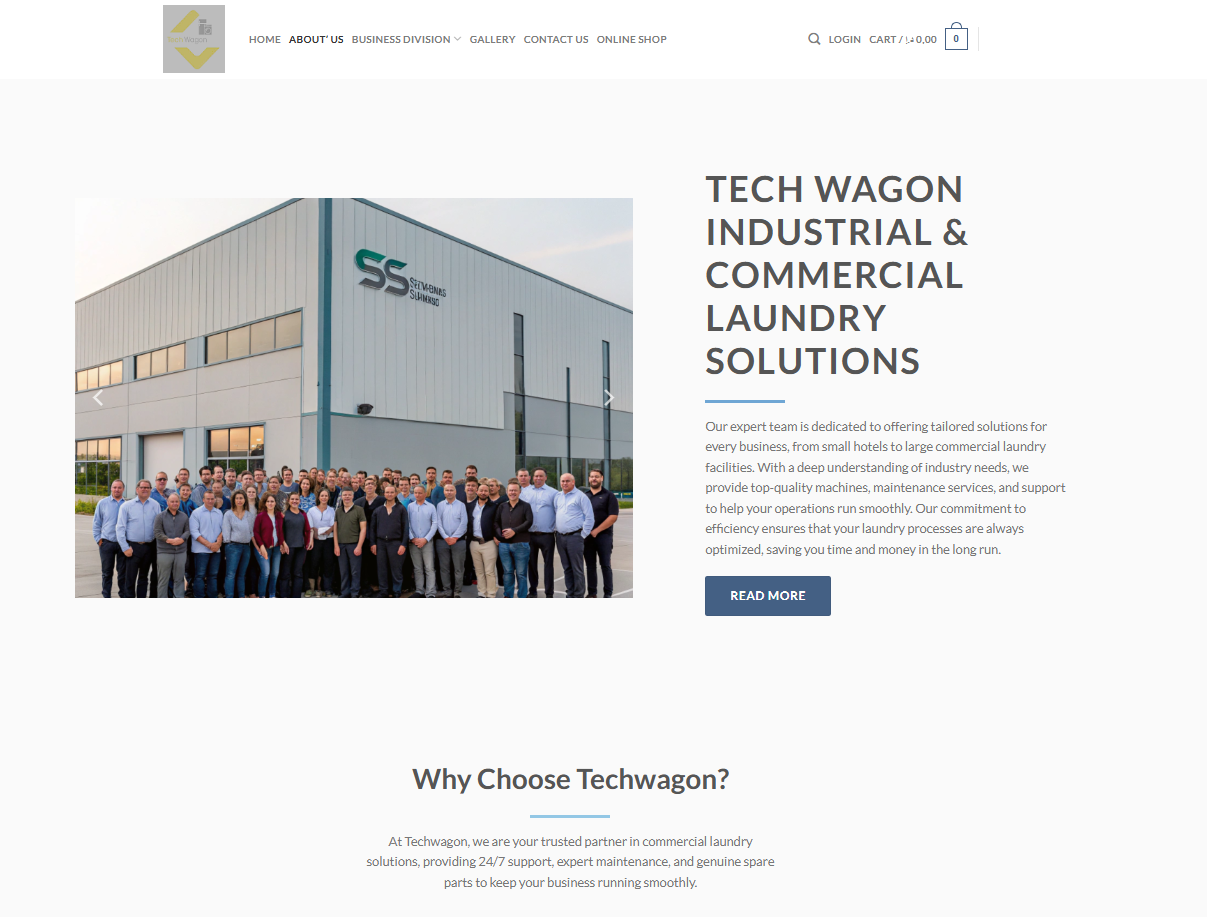 HOME ABOUT' US BUSINESS DIVISION GALLERY CONTACT US ONLINE SHOP LOGIN CART / د.إ 0,00 0
TECH WAGON
INDUSTRIAL &
COMMERCIAL
LAUNDRY
SOLUTIONS
SS
Our expert team is dedicated to offering tailored solutions for
every business, from small hotels to large commercial laundry
facilities. With a deep understanding of industry needs, we
provide top-quality machines, maintenance services, and support
to help your operations run smoothly. Our commitment to
efficiency ensures that your laundry processes are always
optimized, saving you time and money in the long run.
READ MORE
Why Choose Techwagon?
At Techwagon, we are your trusted partner in commercial laundry
solutions, providing 24/7 support, expert maintenance, and genuine spare
parts to keep your business running smoothly.